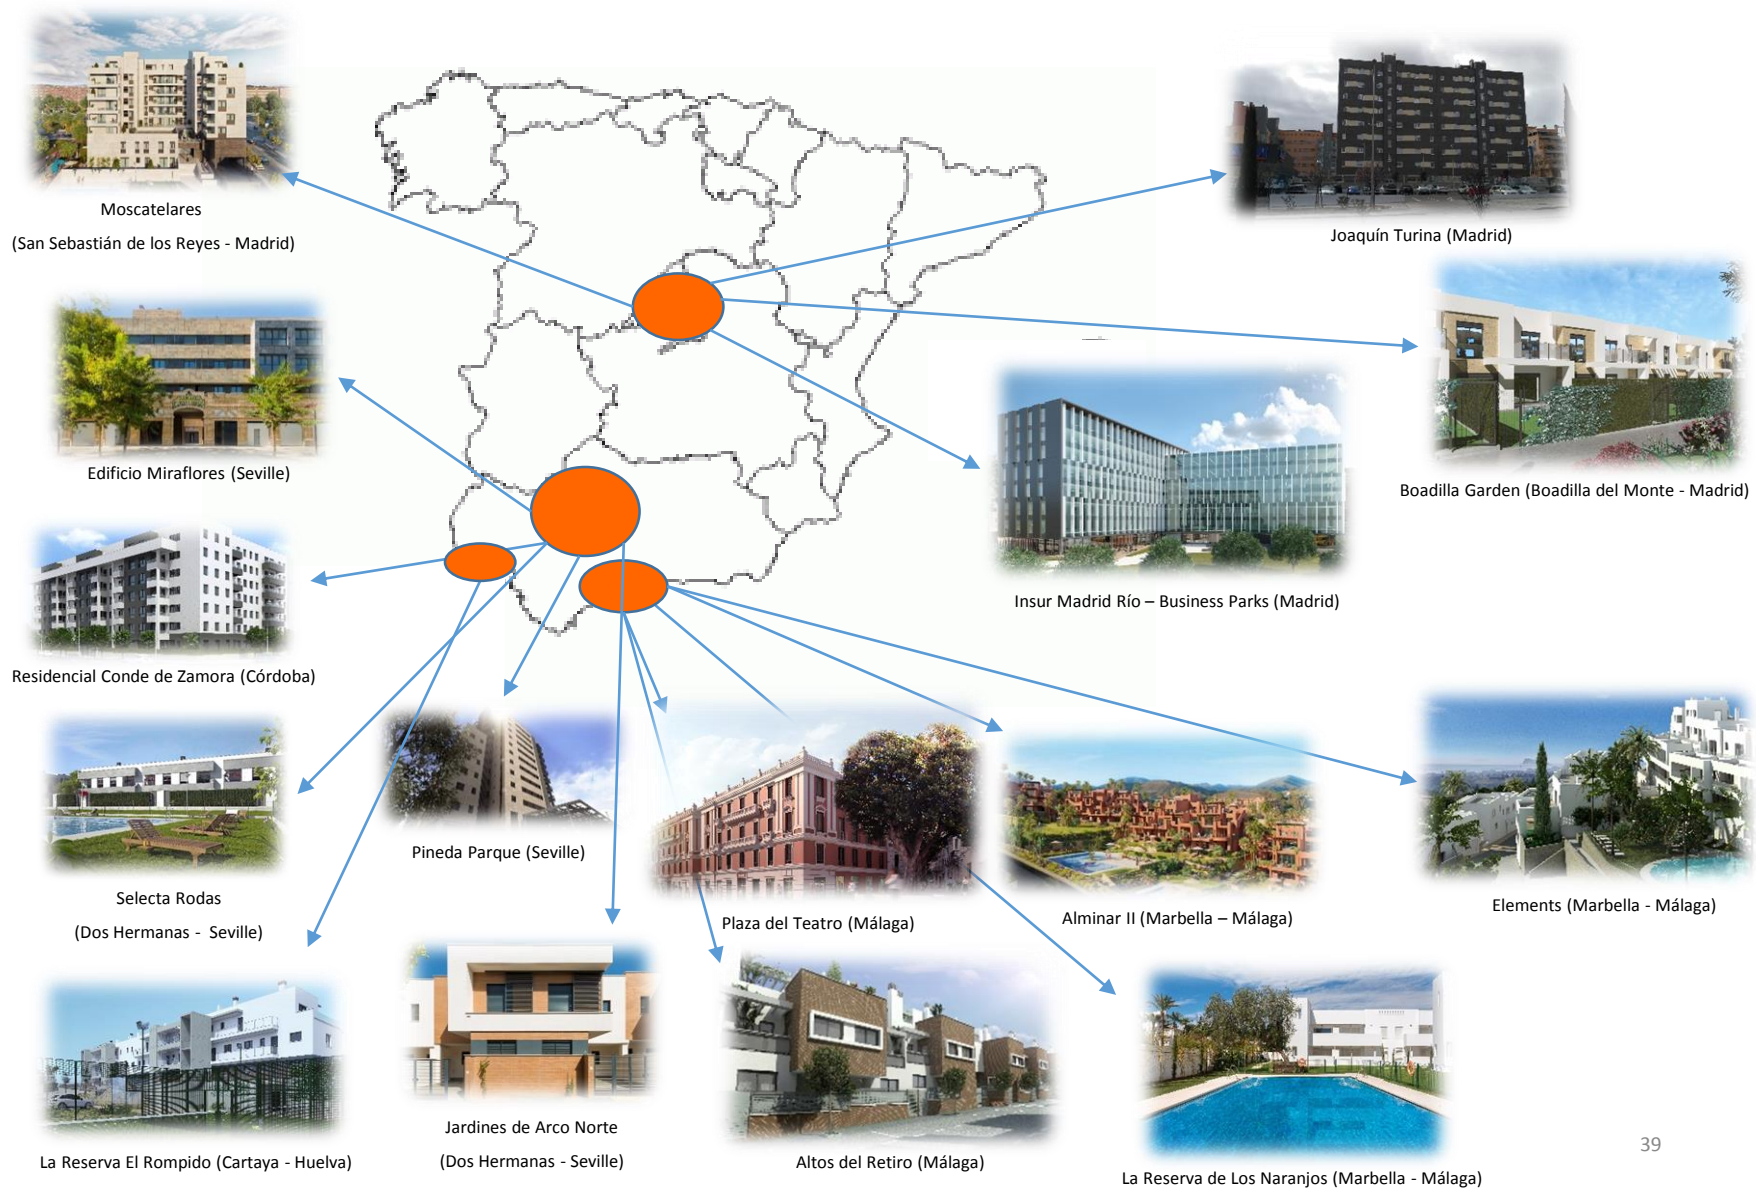 Moscatelares
(San Sebastián de los Reyes - Madrid)
Joaquín Turina (Madrid)
Edificio Miraflores (Seville)
Boadilla Garden (Boadilla del Monte - Madrid)
Insur Madrid Río – Business Parks (Madrid)
Residencial Conde de Zamora (Córdoba)
Selecta Rodas
(Dos Hermanas - Seville)
Pineda Parque (Seville)
Plaza del Teatro (Málaga)
Alminar II (Marbella – Málaga)
Elements (Marbella - Málaga)
La Reserva El Rompido (Cartaya - Huelva)
Jardines de Arco Norte
(Dos Hermanas - Seville)
Altos del Retiro (Málaga)
La Reserva de Los Naranjos (Marbella - Málaga)
39